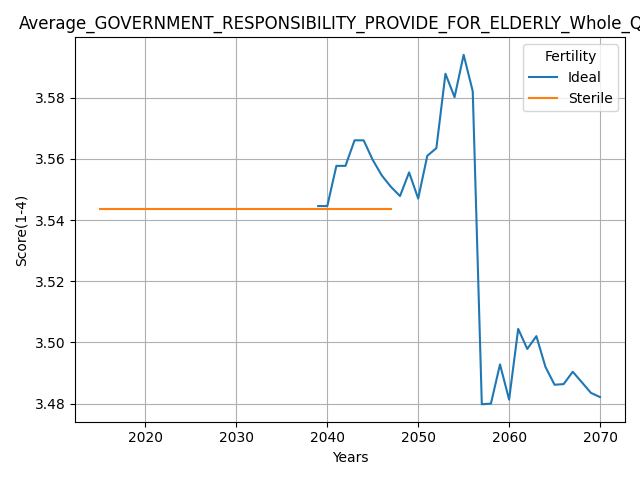 Average_GOVERNMENT_RESPONSIBILITY_PROVIDE_FOR_ELDERLY_Whole_Q
Fertility
Ideal
Sterile
3.58
3.56
3.54
3.52
3.50
3.48
Score(1-4)
2020 2030 2040 2050 2060 2070
Years